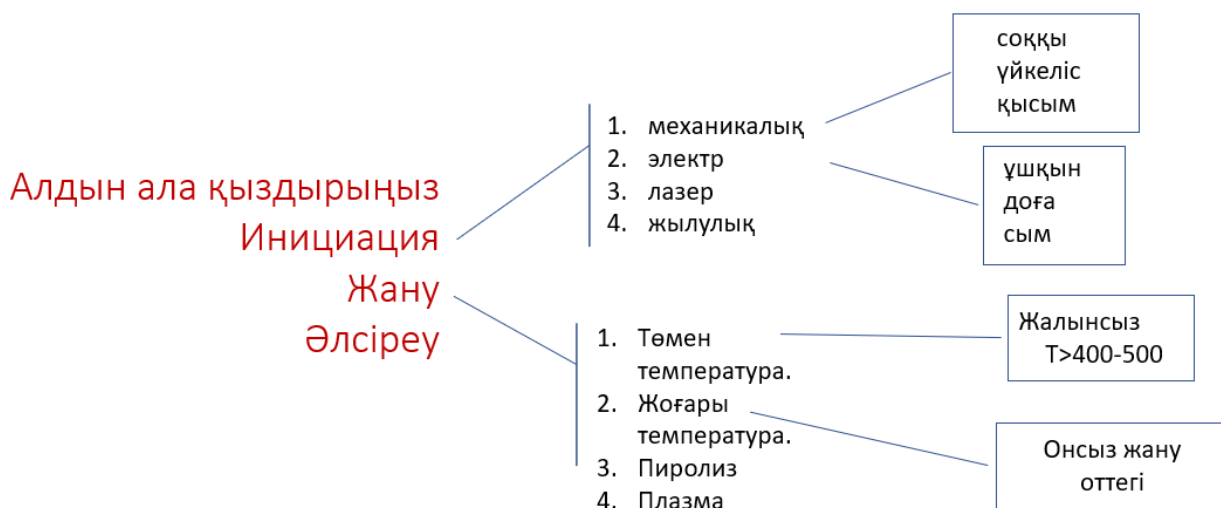 Алдын ала қыздырыңыз
Инициация
Жану
Әлсіреу
1. механикалық
2. электр
3. лазер
4. жылулық
соққы
үйкеліс
қысым
ұшқын
доға
сым
1. Төмен
температура.
2. Жоғары
температура.
3. Пиролиз
4. Плазма
Жалынсыз
T>400-500
Онсыз жану
оттегі